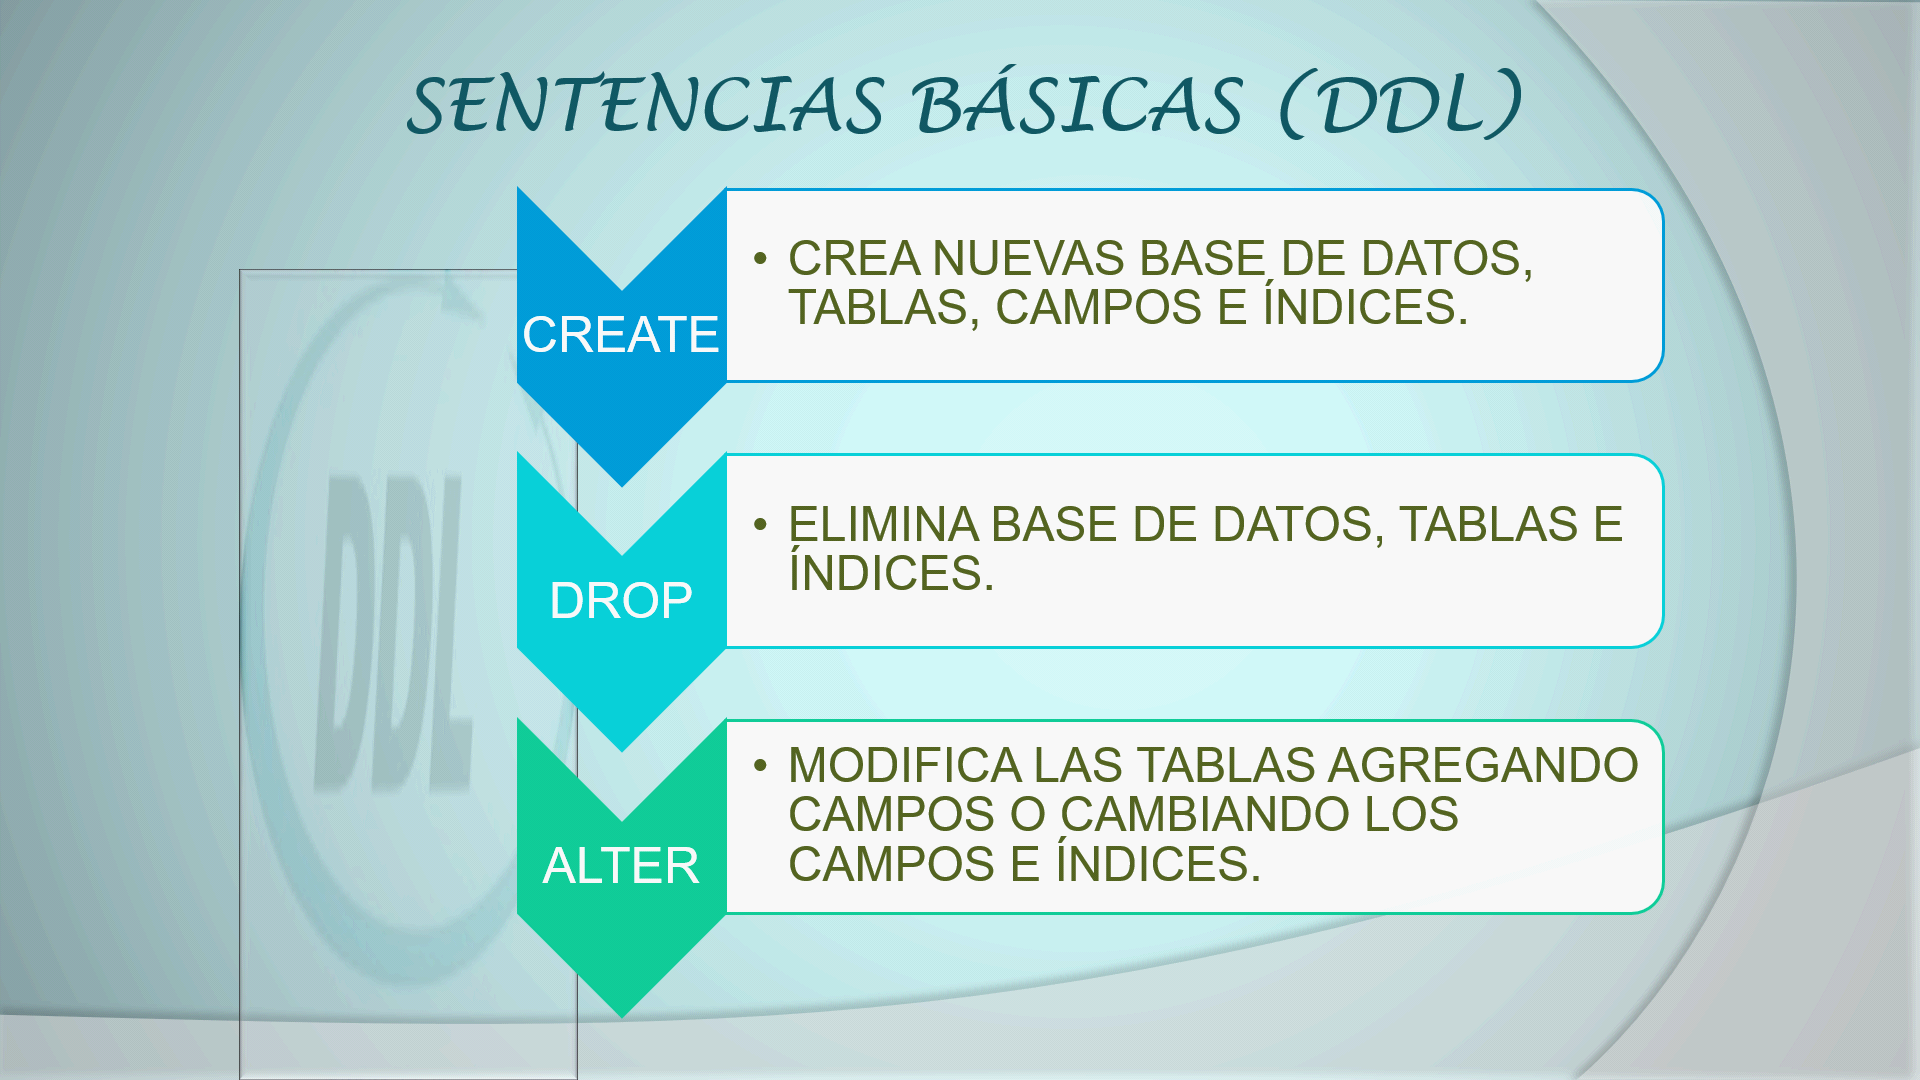 SENTENCIAS BÁSICAS (DDL)
CREATE
• CREA NUEVAS BASE DE DATOS,
TABLAS, CAMPOS E ÍNDICES.
DDL
DROP
• ELIMINA BASE DE DATOS, TABLAS E
ÍNDICES.
ALTER
• MODIFICA LAS TABLAS AGREGANDO
CAMPOS O CAMBIANDO LOS
CAMPOS E ÍNDICES.